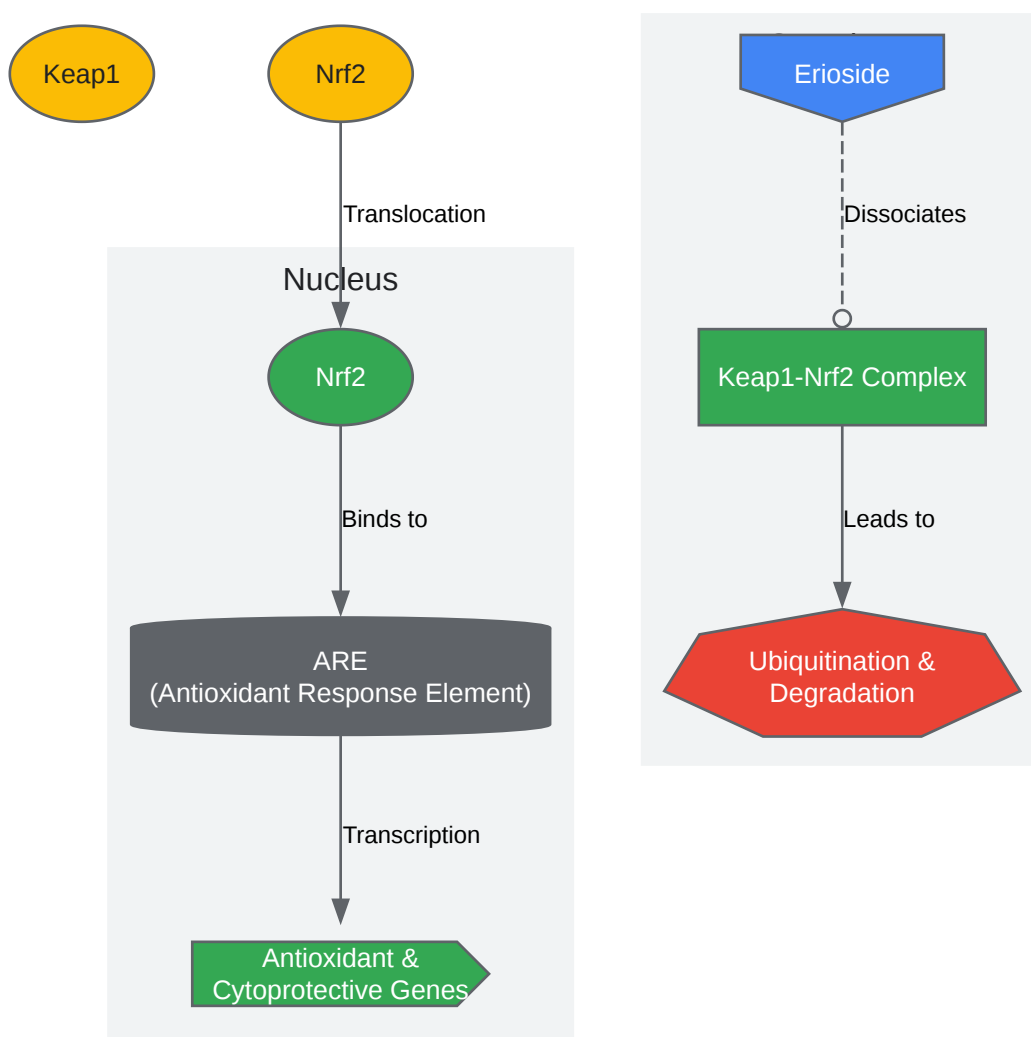 Keap1
Nrf2
Erioside
Translocation
Dissociates
Nucleus
Nrf2
Keap1-Nrf2 Complex
Binds to
Leads to
ARE
(Antioxidant Response Element)
Ubiquitination &
Degradation
Transcription
Antioxidant &
Cytoprotective Genes